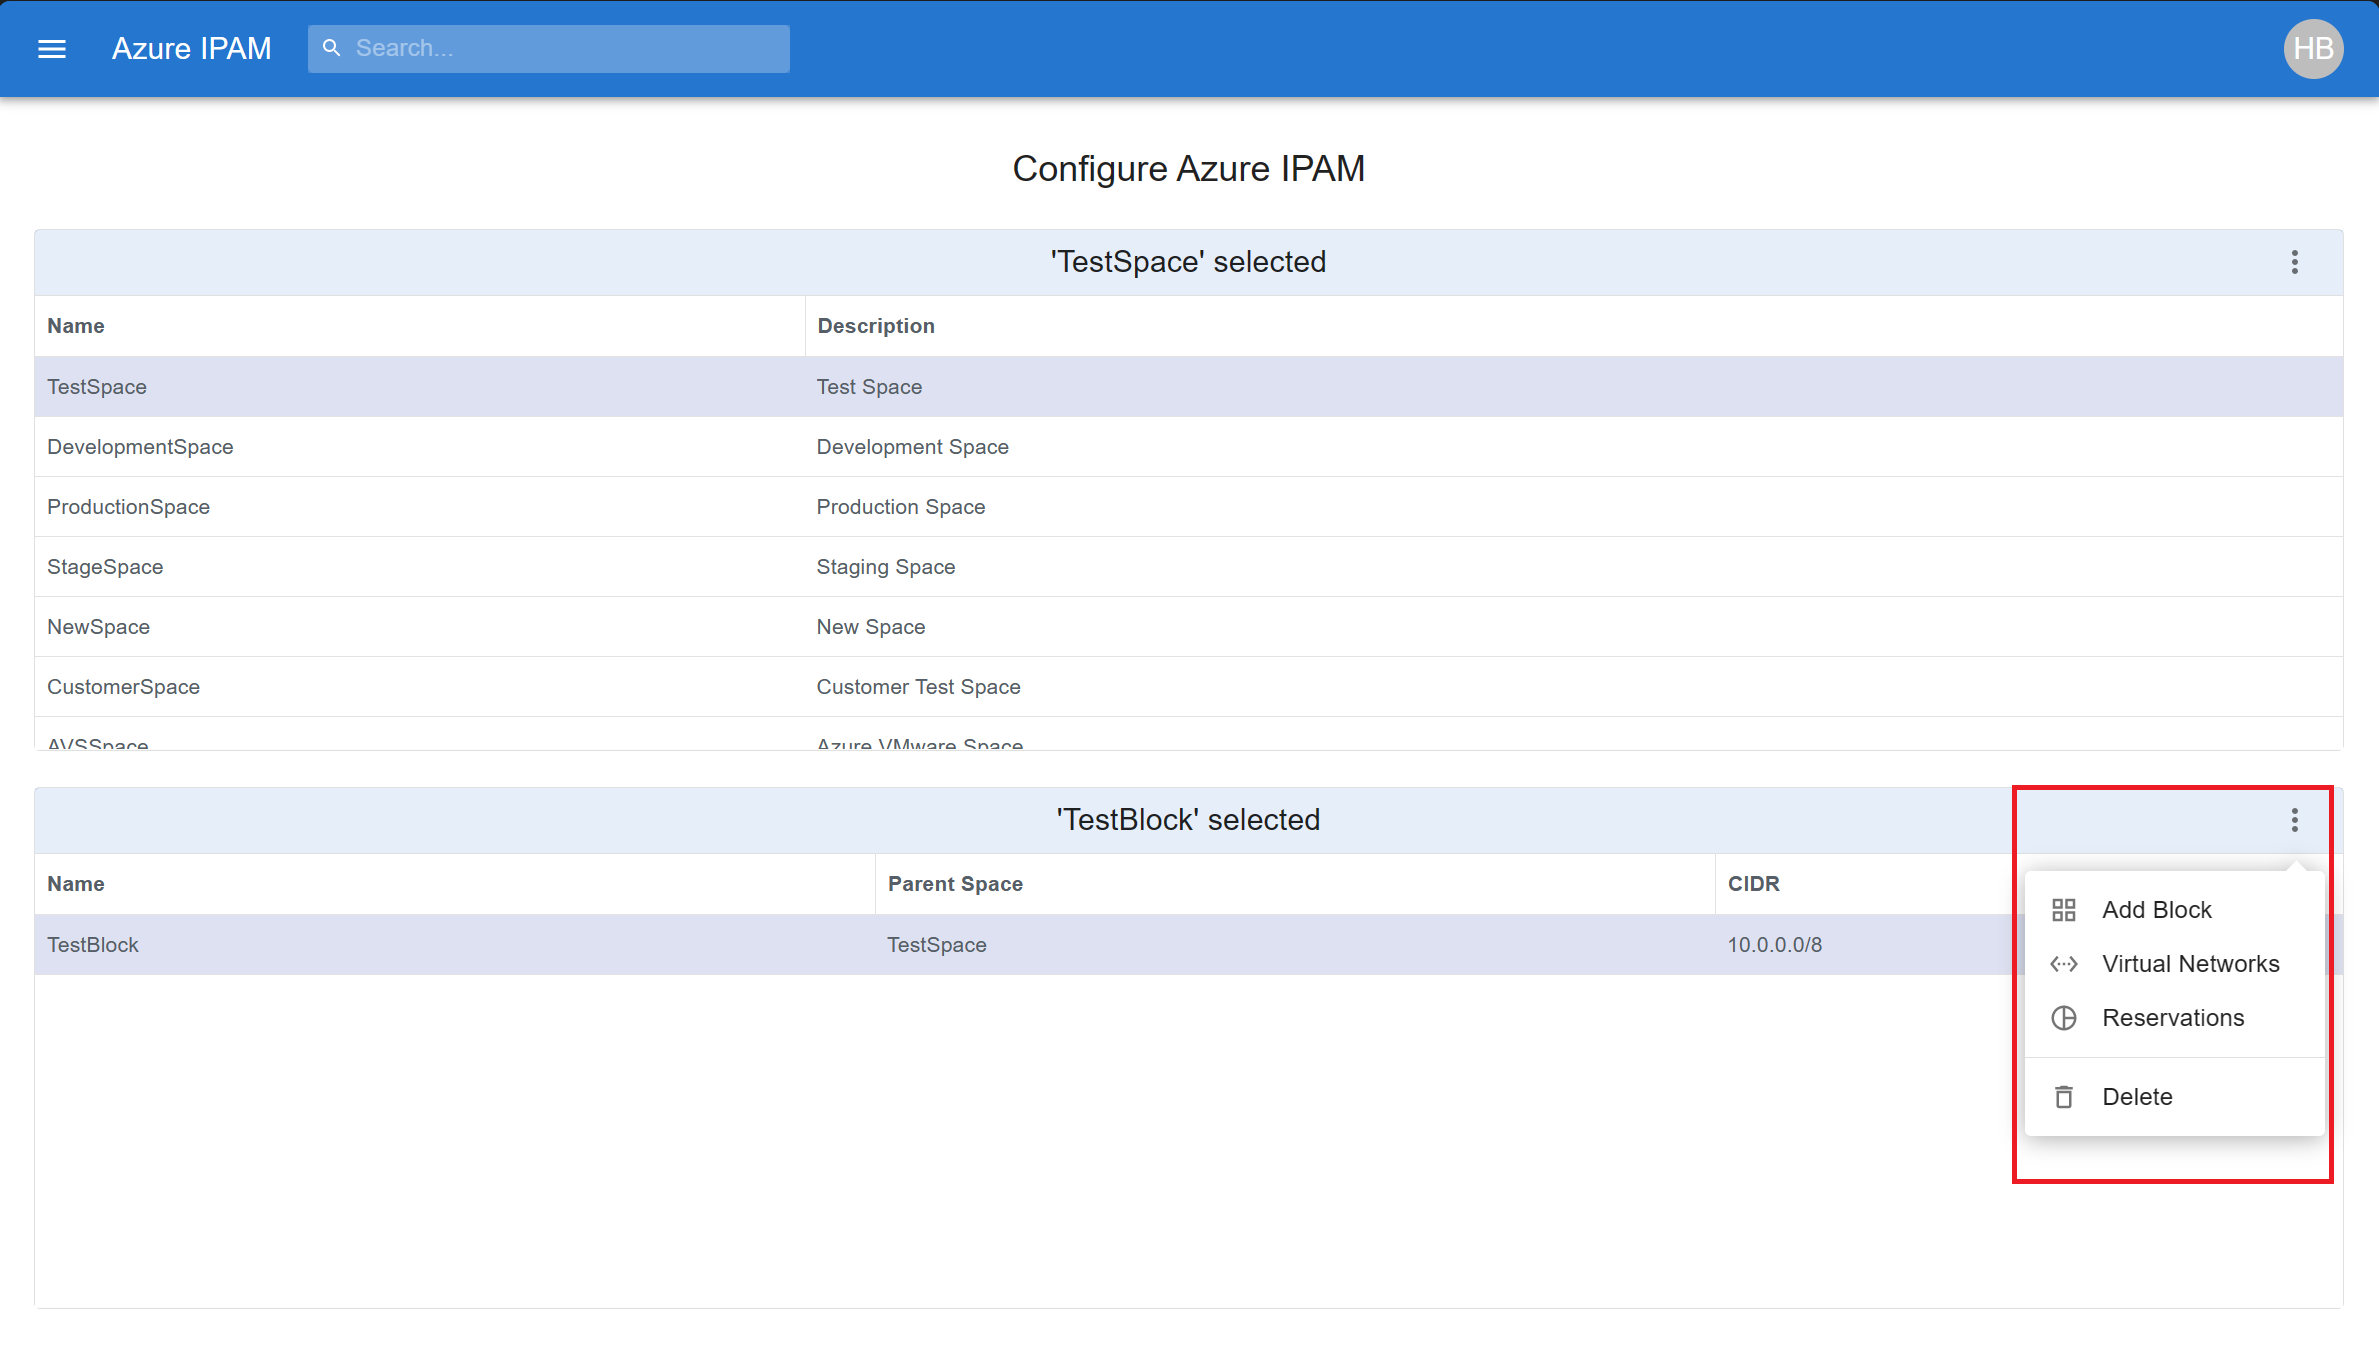 Azure IPAM
Search...
HB
Configure Azure IPAM
'TestSpace' selected
Name Description
TestSpace Test Space
DevelopmentSpace Development Space
ProductionSpace Production Space
StageSpace Staging Space
NewSpace New Space
CustomerSpace Customer Test Space
AVSSpace Azure VMware Space
'TestBlock' selected
Name Parent Space CIDR
TestBlock TestSpace 10.0.0.0/8
Add Block
Virtual Networks
Reservations
Delete